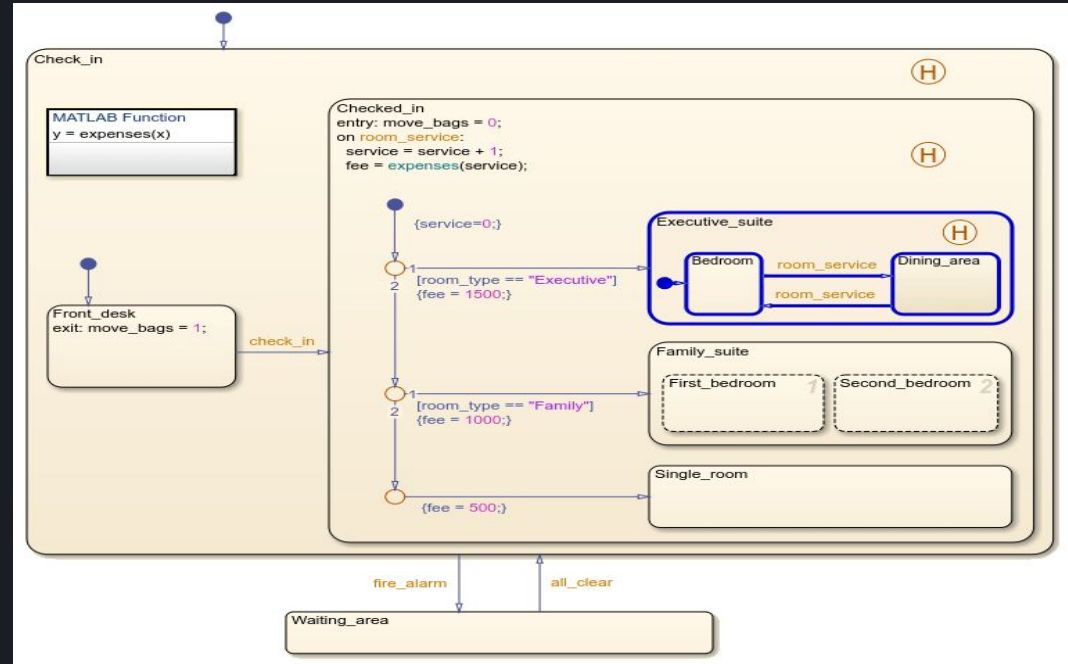 Check_in
H
MATLAB Function
y = expenses(x)
Checked_in
entry: move_bags = 0;
on room_service:
service = service + 1;
fee = expenses(service);
H
{service=0;}
Executive_suite
H
Bedroom
room_service
Dining_area
room_service
1
[room_type == "Executive"]
{fee = 1500;}
2
Front_desk
exit: move_bags = 1;
check_in
Family_suite
First_bedroom 1
Second_bedroom 2
1
[room_type == "Family"]
{fee = 1000;}
2
Single_room
{fee = 500;}
fire_alarm
all_clear
Waiting_area